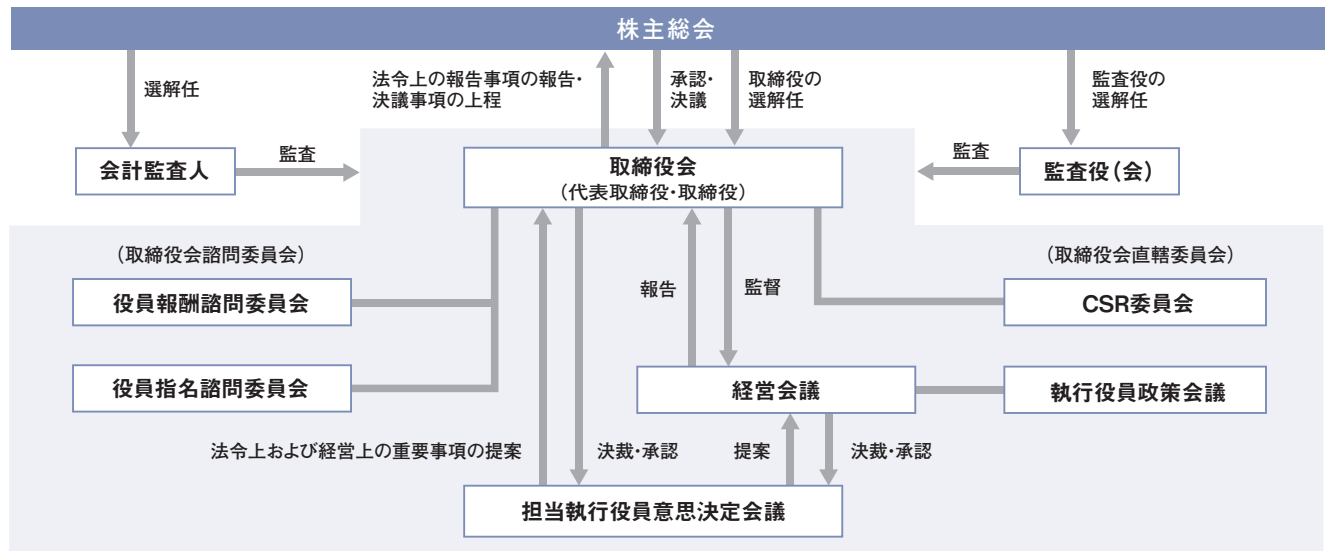 株主総会
選解任
法令上の報告事項の報告・
決議事項の上程
承認・
決議
取締役の
選解任
監査役の
選解任
会計監査人
監査
取締役会
（代表取締役・取締役）
監査
監査役（会）
（取締役会諮問委員会）
役員報酬諮問委員会
役員指名諮問委員会
報告
監督
（取締役会直轄委員会）
CSR委員会
経営会議
執行役員政策会議
法令上および経営上の重要事項の提案
決裁・承認
提案
決裁・承認
担当執行役員意思決定会議